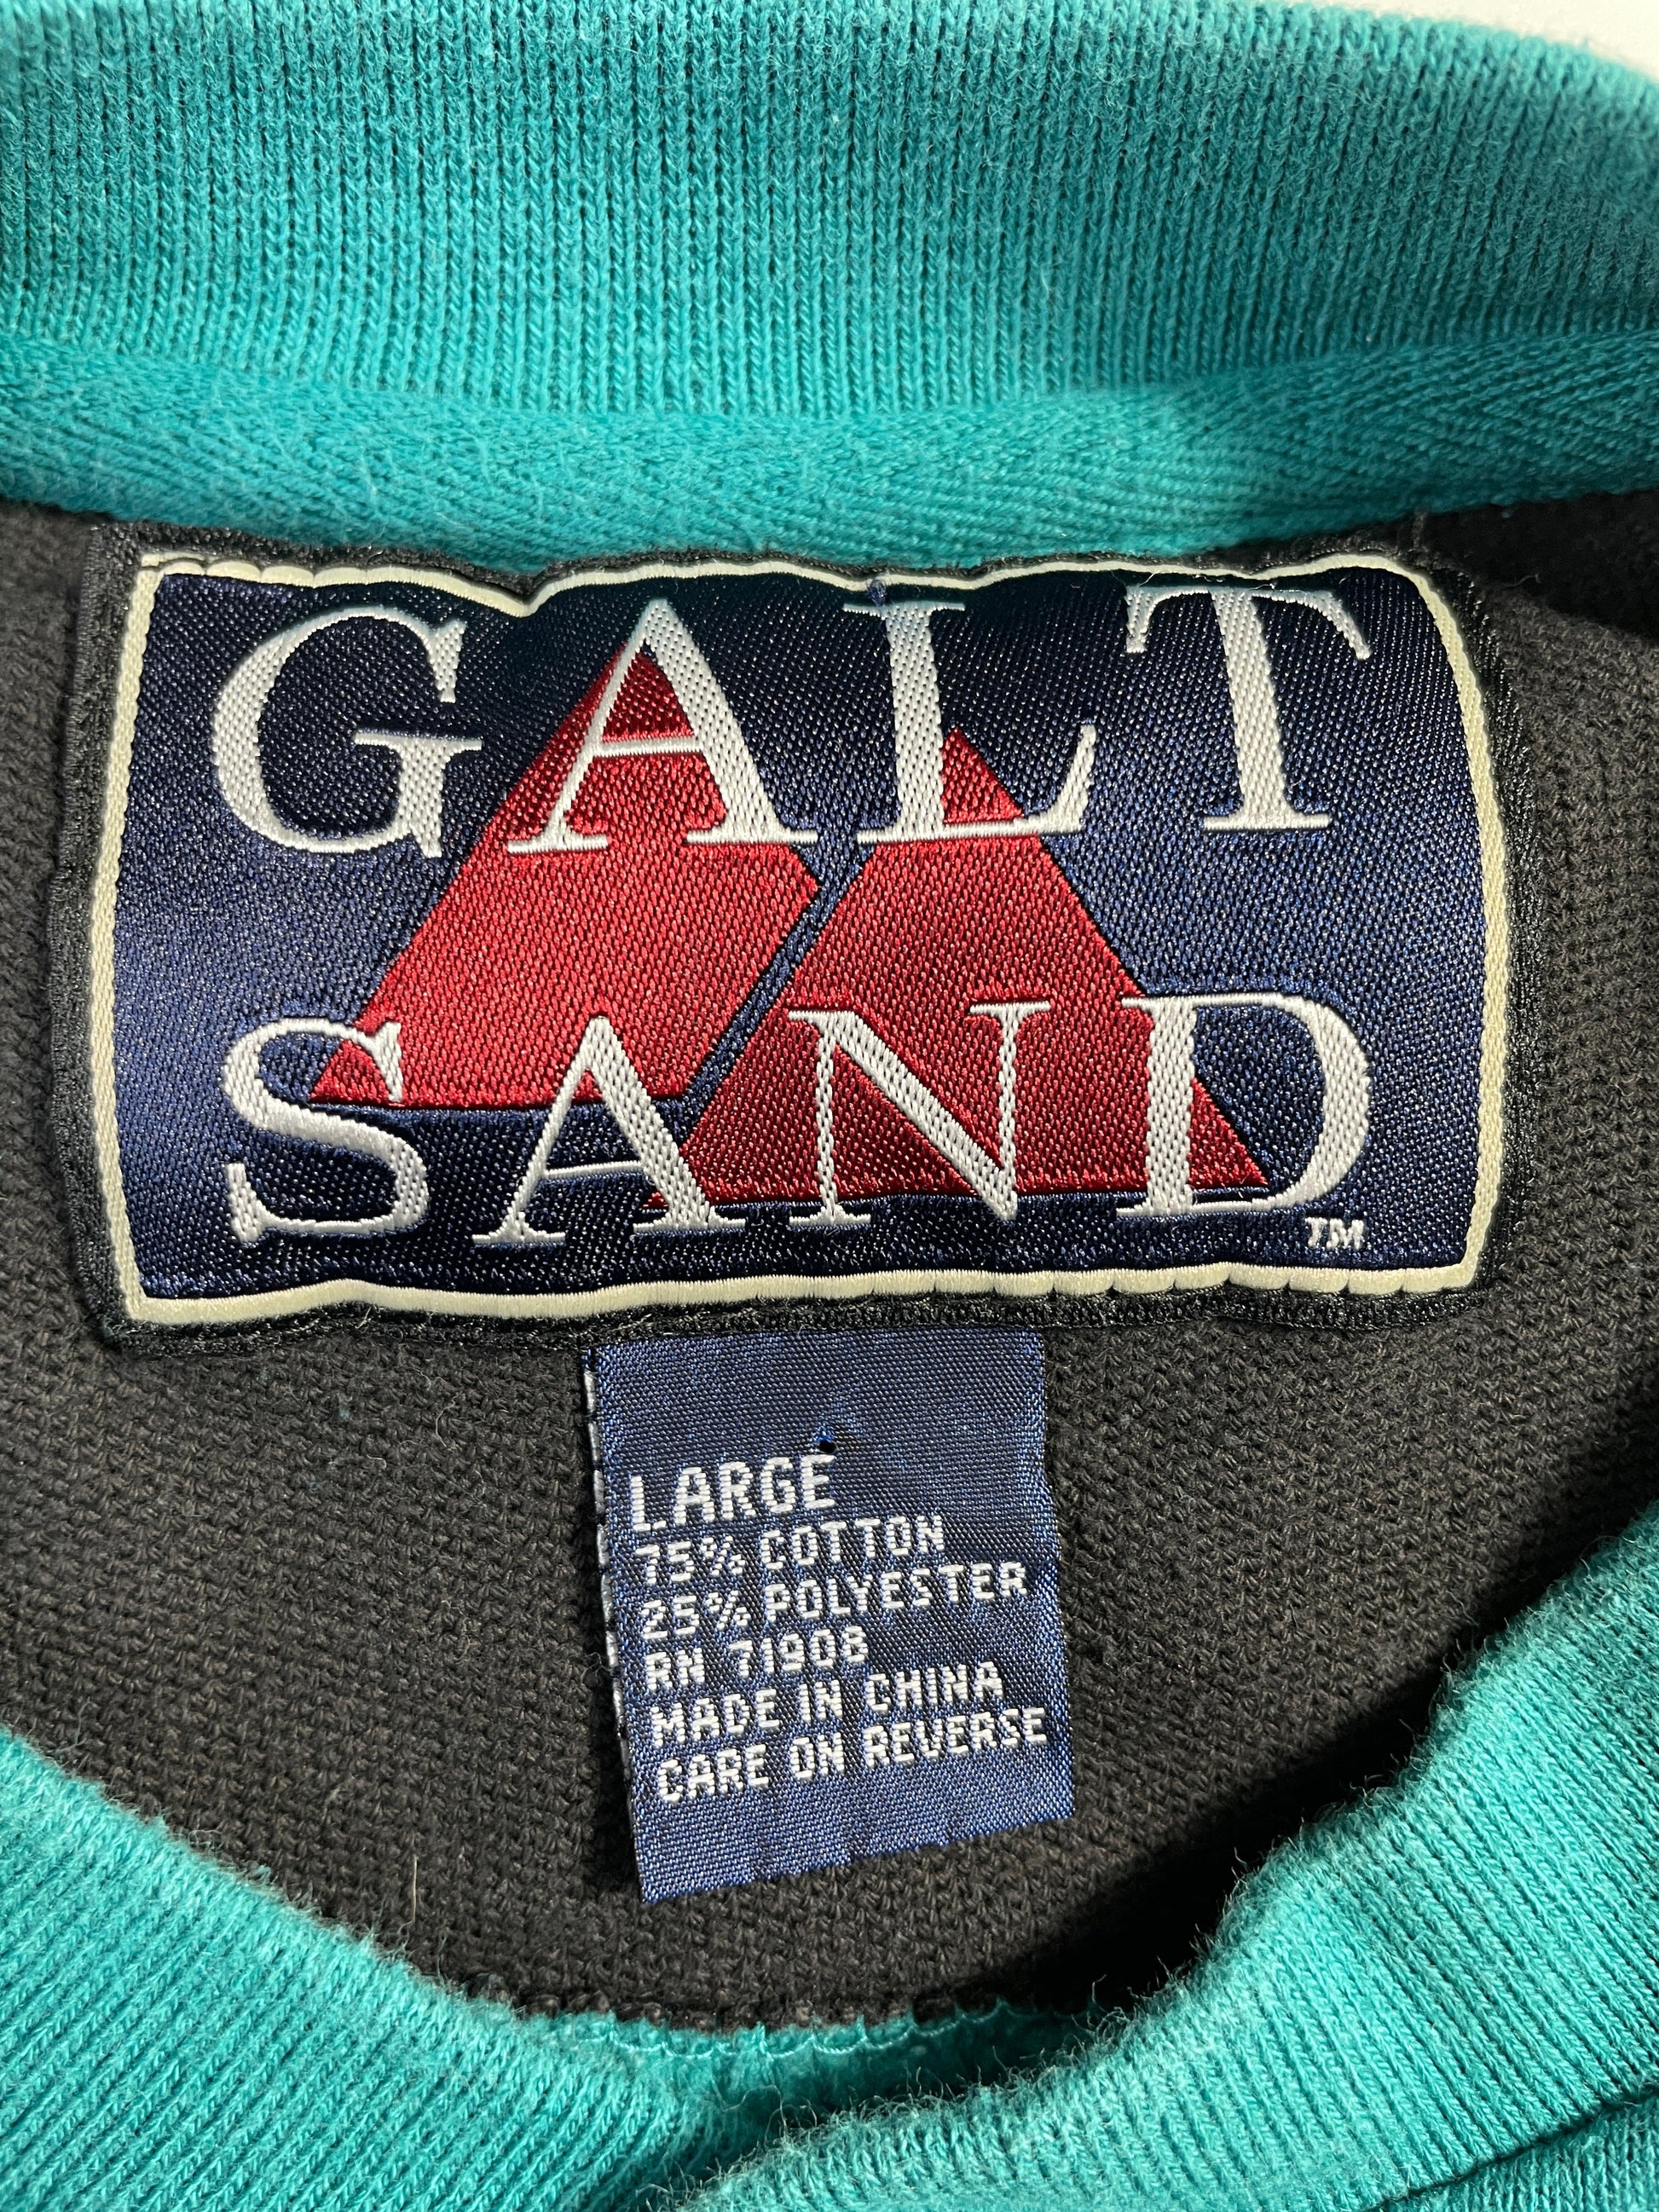 GALT
SAND
TM
LARGE
75% COTTON
25% POLYESTER
RN 71908
MADE IN CHINA
CARE ON REVERSE